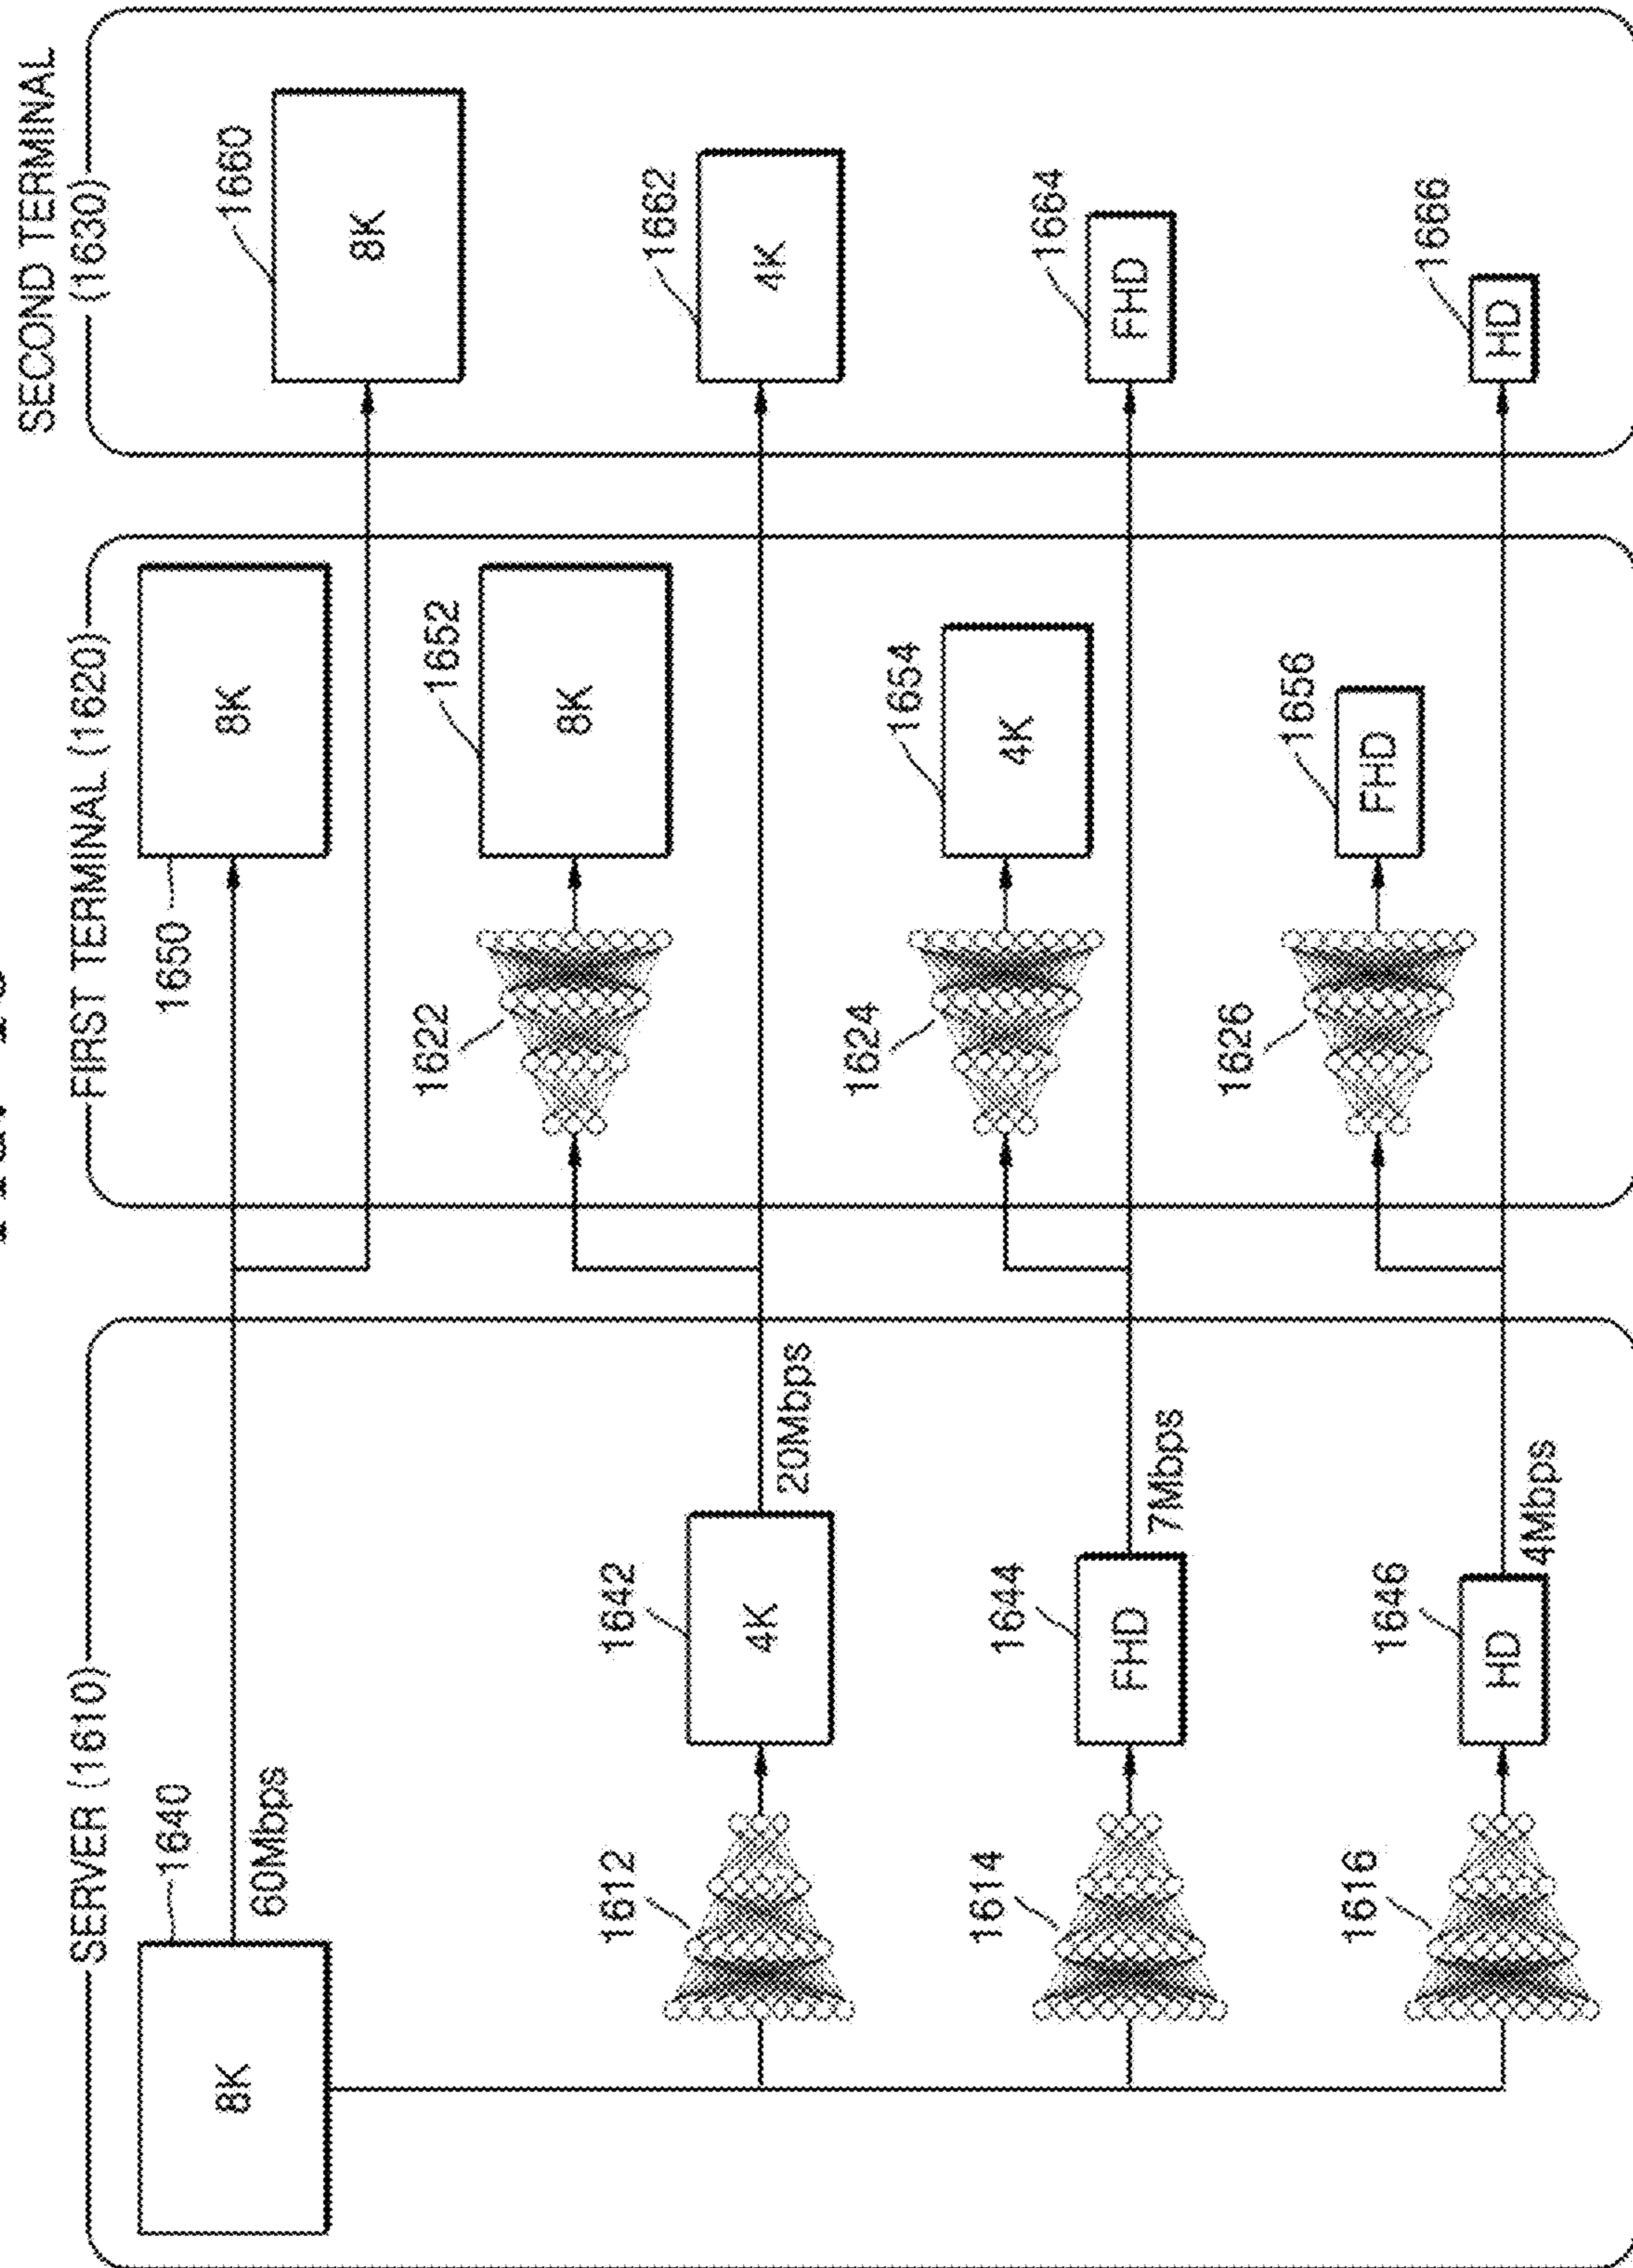 SERVER (1610)
8K
1640
60Mbps
1612
4K
1642
20Mbps
1614
FHD
1644
7Mbps
1616
HD
1646
4Mbps
FIRST TERMINAL (1620)
1650
8K
1622
8K
1652
1624
4K
1654
1626
FHD
1656
SECOND TERMINAL
(1630)
8K
1660
4K
1662
FHD
1664
HD
1666